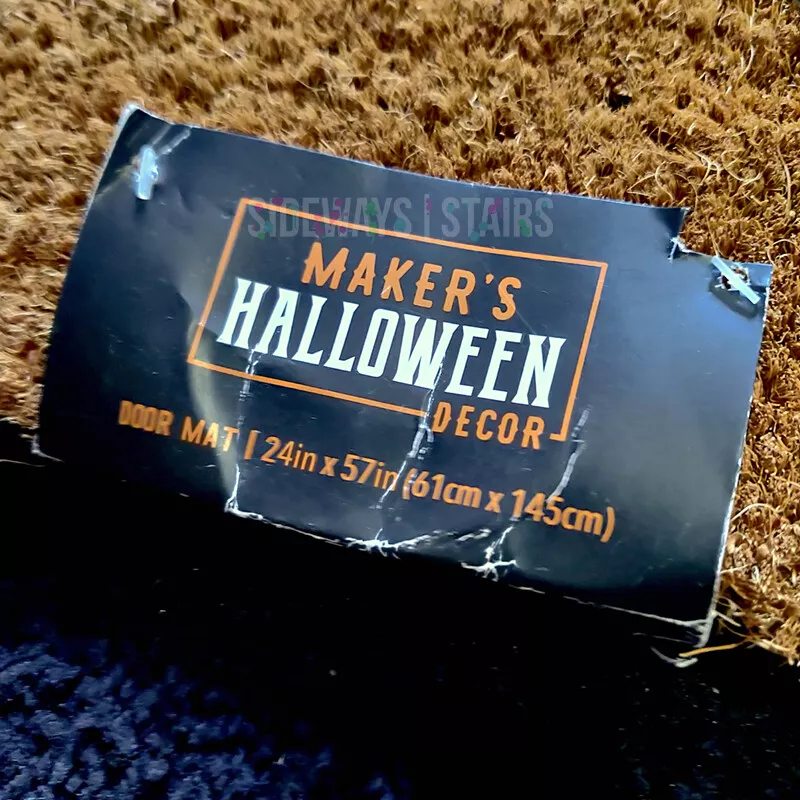 SIDEWAYS | STAIRS
MAKER'S
HALLOWEEN
DECOR
DOOR MAT | 24in x 57in (61cm x 145cm)